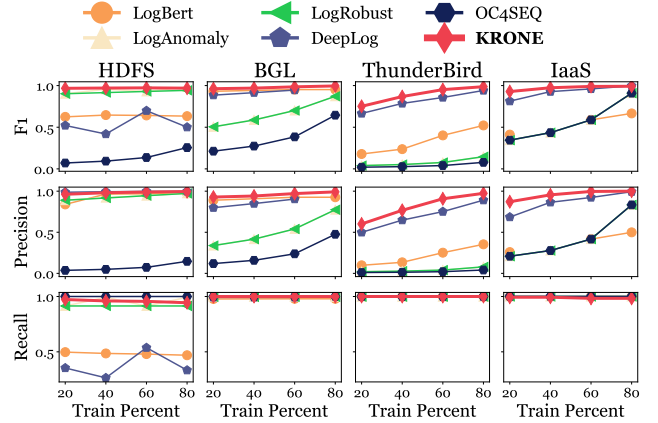 LogBert LogRobust OC4SEQ
LogAnomaly DeepLog KRONE
HDFS BGL ThunderBird IaaS
F1 1.0 0.5 0.0
Precision 1.0 0.5 0.0
Recall 1.0 0.5
20 40 60 80 20 40 60 80 20 40 60 80 20 40 60 80
Train Percent Train Percent Train Percent Train Percent